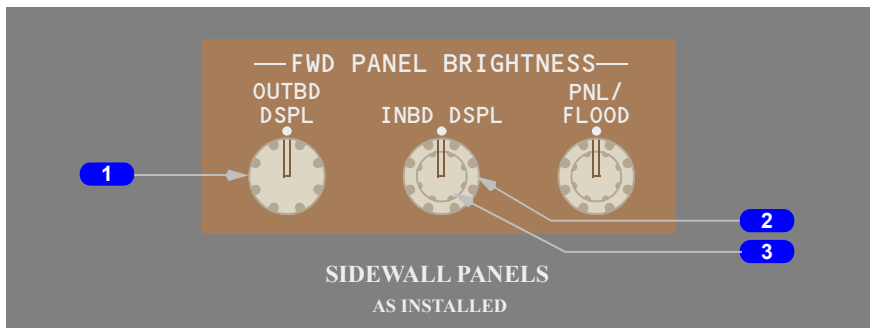 FWD PANEL BRIGHTNESS
OUTBD
DSPL
INBD DSPL
PNL/
FLOOD
1
2
3
SIDEWALL PANELS
AS INSTALLED